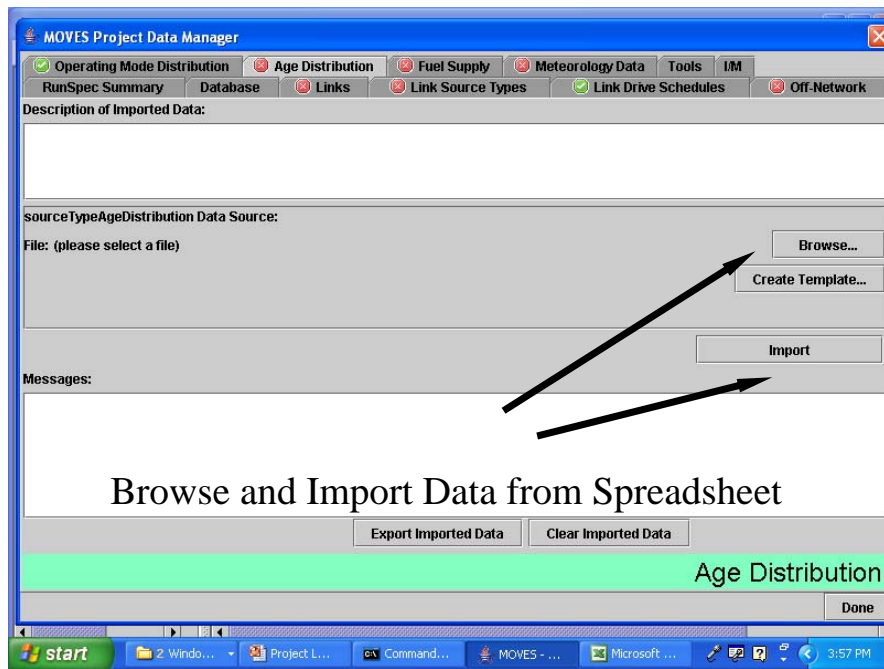 MOVES Project Data Manager
Operating Mode Distribution Age Distribution Fuel Supply Meteorology Data Tools I/M
RunSpec Summary Database Links Link Source Types Link Drive Schedules Off-Network
Description of Imported Data:
sourceTypeAgeDistribution Data Source:
File: (please select a file)
Browse...
Create Template...
Import
Messages:
Browse and Import Data from Spreadsheet
Export Imported Data Clear Imported Data
Age Distribution
Done
start 2 Windo... Project L... Command... MOVES - ... Microsoft ... 3:57 PM